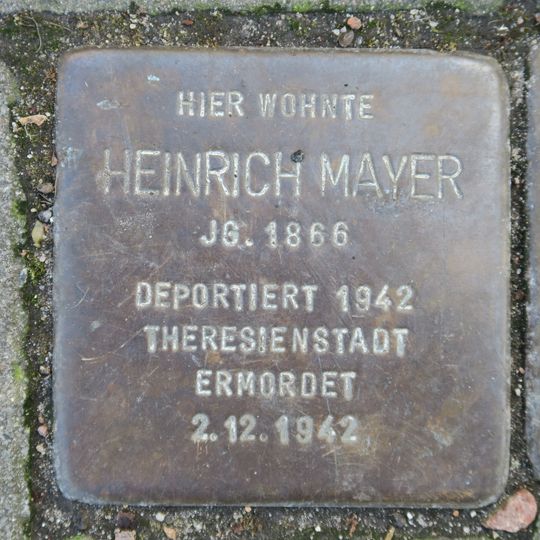 HIER WOHNTE
HEINRICH MAYER
JG. 1866
DEPORTIERT 1942
THERESIENSTADT
ERMORDET
2.12.1942